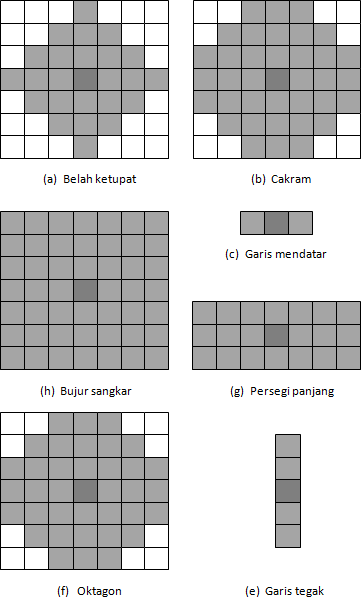 (a) Belah ketupat
(b) Cakram
(c) Garis mendatar
(h) Bujur sangkar
(g) Persegi panjang
(f) Oktagon
(e) Garis tegak